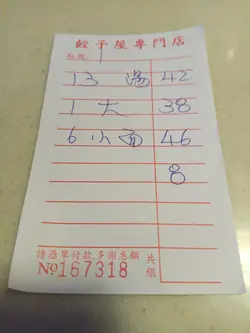 餃子屋專門店
13 湯 42
1 大 38
6 小面 46
8
請憑單付款,多謝惠顧
共銀
№167318